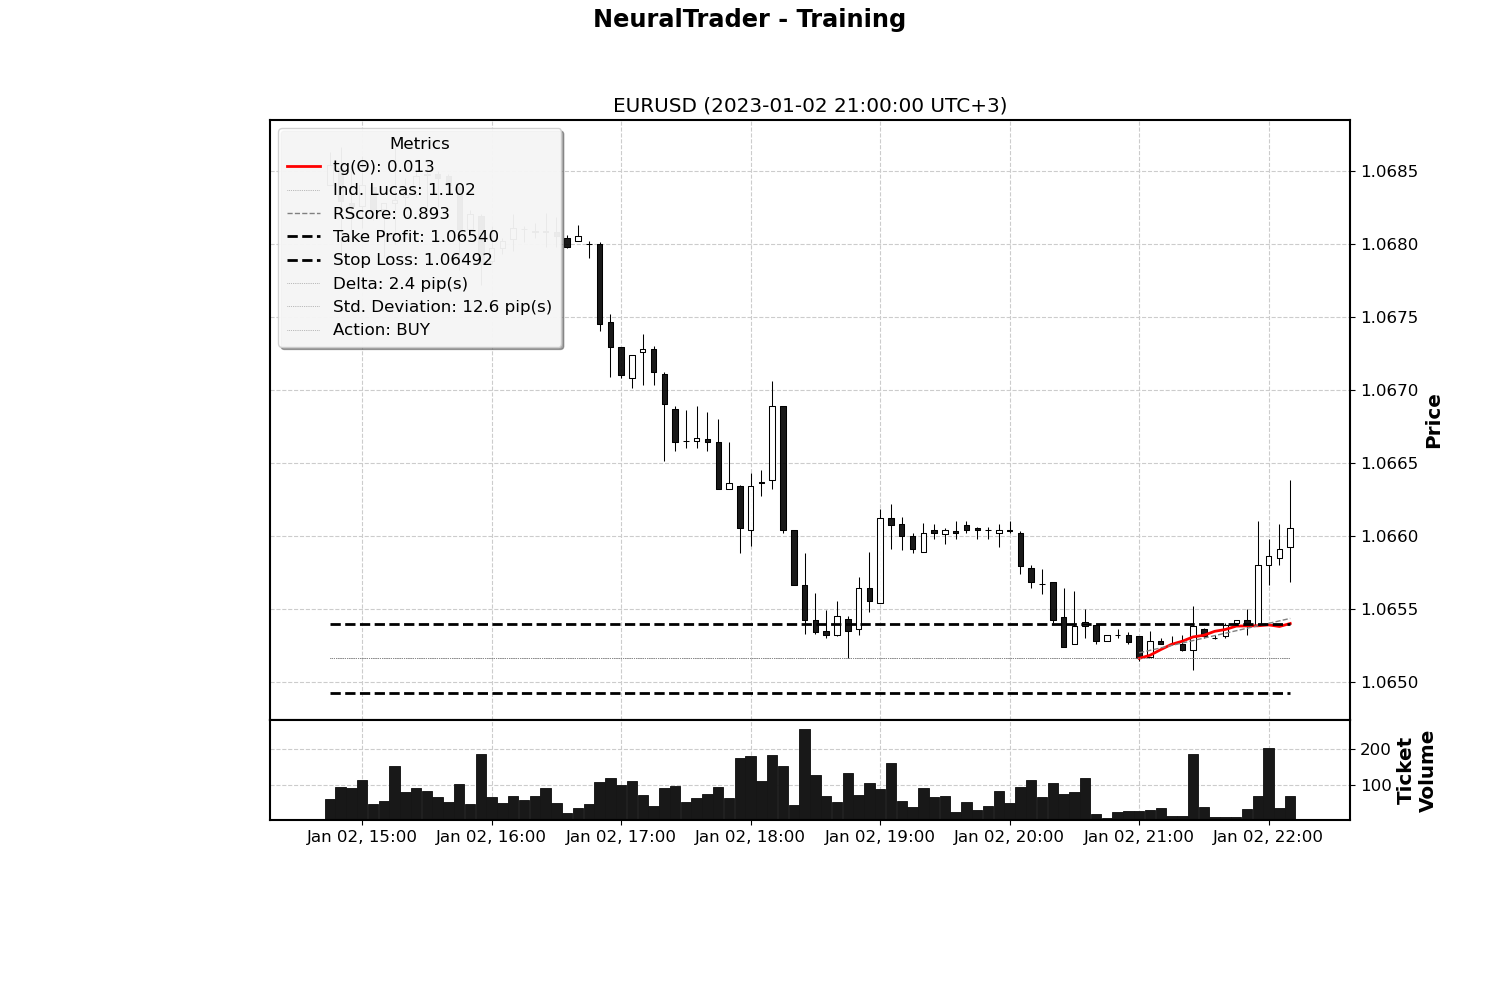 NeuralTrader - Training
EURUSD (2023-01-02 21:00:00 UTC+3)
Metrics
tg(Θ): 0.013
Ind. Lucas: 1.102
RScore: 0.893
Take Profit: 1.06540
Stop Loss: 1.06492
Delta: 2.4 pip(s)
Std. Deviation: 12.6 pip(s)
Action: BUY
1.0685
1.0680
1.0675
1.0670
1.0665
1.0660
1.0655
1.0650
Price
200
100
Ticket
Volume
Jan 02, 15:00 Jan 02, 16:00 Jan 02, 17:00 Jan 02, 18:00 Jan 02, 19:00 Jan 02, 20:00 Jan 02, 21:00 Jan 02, 22:00